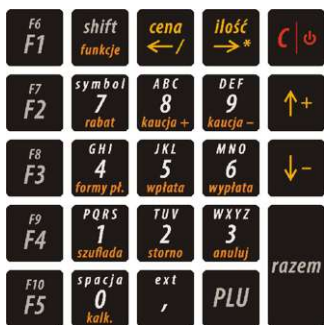 F6 shift cena ilość C
F1 funkcje ←/ →*
F7 symbol ABC DEF
F2 7 8 9 ↑+
rabat kaucja + kaucja –
F8 GHI JKL MNO
F3 4 5 6 ↓–
formy pł. wpłata wypłata
F9 PQRS TUV WXYZ
F4 1 2 3
szuflada storno anuluj
razem
F10 spacja ext
F5 0 , PLU
kalk.